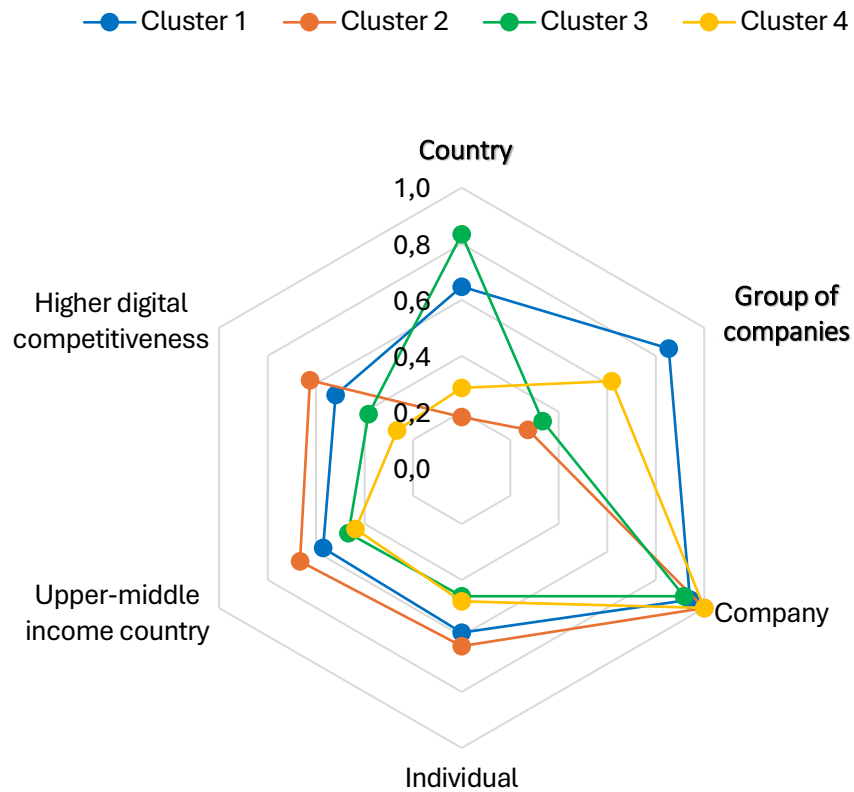 Cluster 1
Cluster 2
Cluster 3
Cluster 4
Country
1,0
0,8
0,6
0,4
0,2
0,0
Group of
companies
Company
Individual
Upper-middle
income country
Higher digital
competitiveness